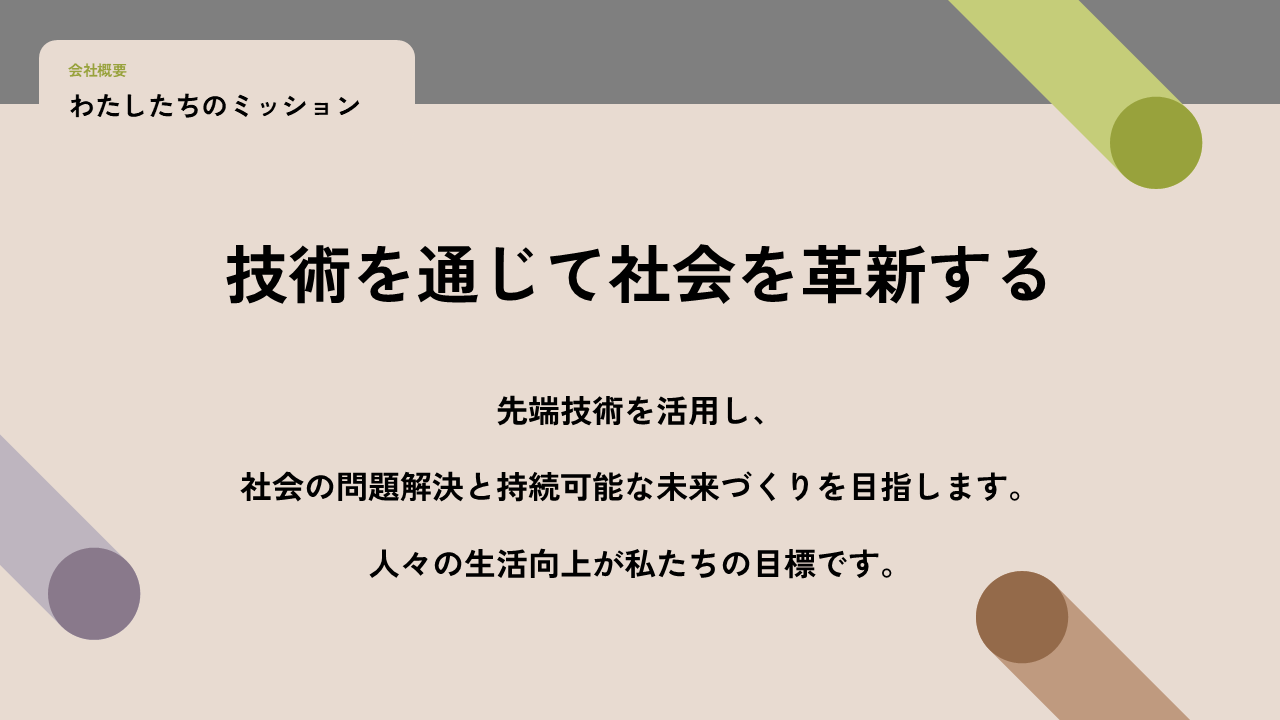 会社概要
わたしたちのミッション
技術を通じて社会を革新する
先端技術を活用し、
社会の問題解決と持続可能な未来づくりを目指します。
人々の生活向上が私たちの目標です。